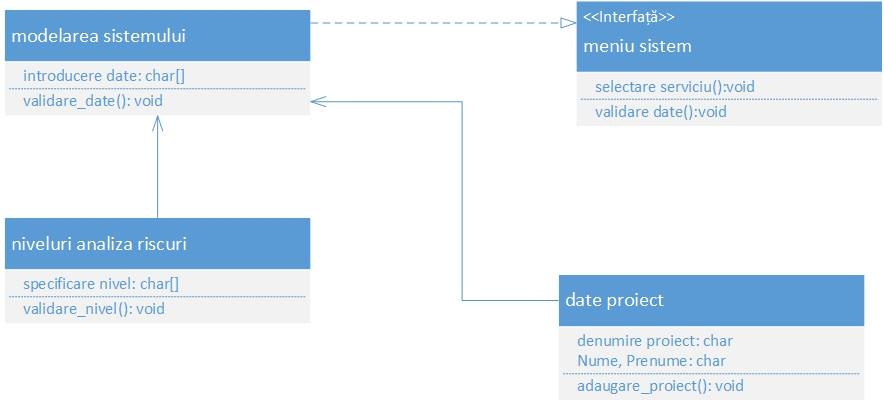 modelarea sistemului
introducere date: char[]
validare_date(): void
<<Interfață>>
meniu sistem
selectare serviciu():void
validare date():void
niveluri analiza riscuri
specificare nivel: char[]
validare_nivel(): void
date proiect
denumire proiect: char
Nume, Prenume: char
adaugare_proiect(): void